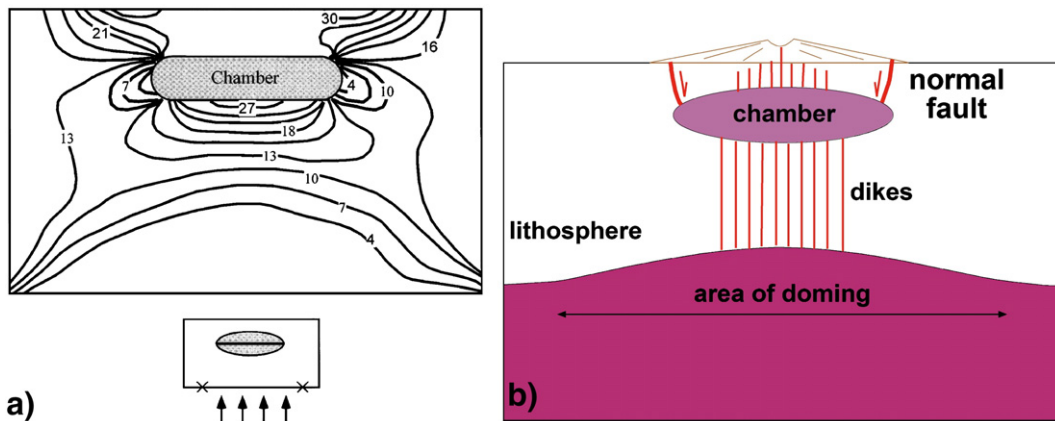 30
21
16
Chamber
7
4
10
27
18
13
13
10
7
4
a)
normal
fault
chamber
dikes
lithosphere
area of doming
b)